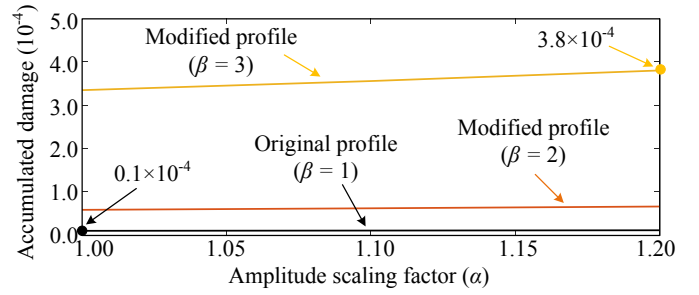 Accumulated damage (10⁻⁴)
5.0
4.0
3.0
2.0
1.0
0.0
Modified profile
(β = 3)
3.8×10⁻⁴
Original profile
(β = 1)
Modified profile
(β = 2)
0.1×10⁻⁴
1.00
1.05
1.10
1.15
1.20
Amplitude scaling factor (α)